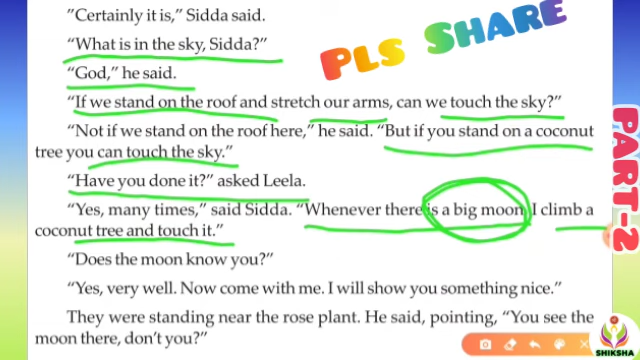 PLS SHARE
"Certainly it is," Sidda said.
"What is in the sky, Sidda?"
"God," he said.
"If we stand on the roof and stretch our arms, can we touch the sky?"
"Not if we stand on the roof here," he said. "But if you stand on a coconut
tree you can touch the sky."
"Have you done it?" asked Leela.
"Yes, many times," said Sidda. "Whenever there is a big moon, I climb a
coconut tree and touch it."
"Does the moon know you?"
"Yes, very well. Now come with me. I will show you something nice."
They were standing near the rose plant. He said, pointing, "You see the
moon there, don't you?"
PART-2
SHIKSHA